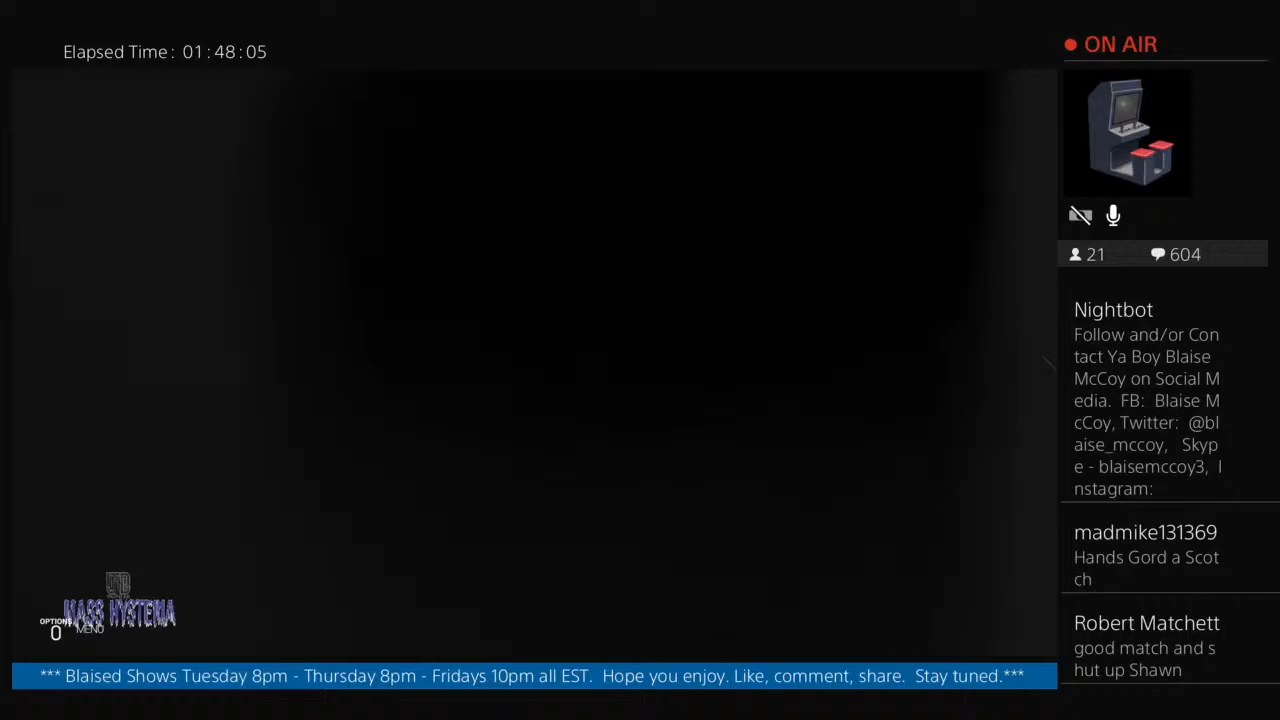 Elapsed Time: 01:48:05
ON AIR
21 604
Nightbot
Follow and/or Con
tact Ya Boy Blaise
McCoy on Social M
edia. FB: Blaise M
cCoy, Twitter: @bl
aise_mccoy, Skyp
e - blaisemccoy3, I
nstagram:
madmike131369
Hands Gord a Scot
ch
Robert Matchett
good match and s
hut up Shawn
MASS HYSTERIA
OPTIONS
MENU
*** Blaised Shows Tuesday 8pm - Thursday 8pm - Fridays 10pm all EST. Hope you enjoy. Like, comment, share. Stay tuned.***